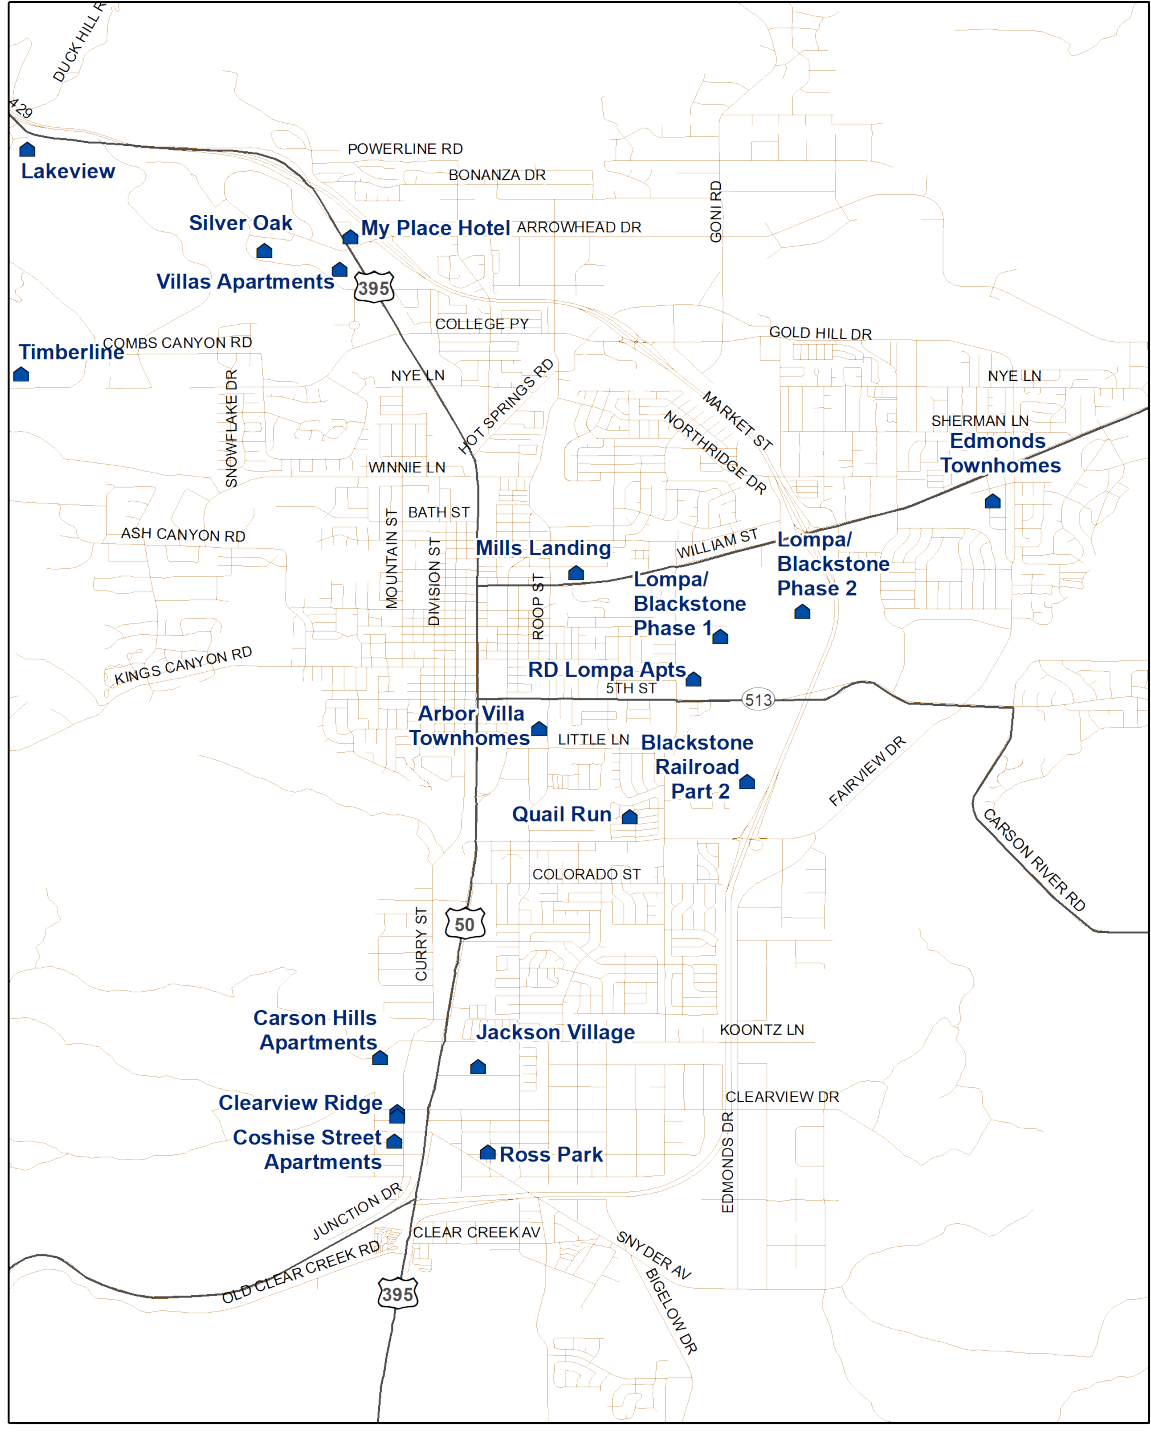 DUCK HILL R
429
Lakeview
POWERLINE RD
BONANZA DR
GONI RD
Silver Oak
My Place Hotel
ARROWHEAD DR
Villas Apartments
395
COLLEGE PY
GOLD HILL DR
COMBS CANYON RD
Timberline
NYE LN
NYE LN
SNOWFLAKE DR
HOT SPRINGS RD
MARKET ST
NORTHRIDGE DR
SHERMAN LN
Edmonds
Townhomes
WINNIE LN
BATH ST
ASH CANYON RD
MOUNTAIN ST
DIVISION ST
Mills Landing
WILLIAM ST
Lompa/
Blackstone
Phase 2
Lompa/
Blackstone
Phase 1
ROOP ST
KINGS CANYON RD
RD Lompa Apts
5TH ST
513
Arbor Villa
Townhomes
LITTLE LN
Blackstone
Railroad
Part 2
FAIRVIEW DR
Quail Run
CARSON RIVER RD
COLORADO ST
50
CURRY ST
Carson Hills
Apartments
Jackson Village
KOONTZ LN
Clearview Ridge
CLEARVIEW DR
Coshise Street
Apartments
Ross Park
EDMONDS DR
JUNCTION DR
CLEAR CREEK AV
SNYDER AV
OLD CLEAR CREEK RD
BIGELOW DR
395